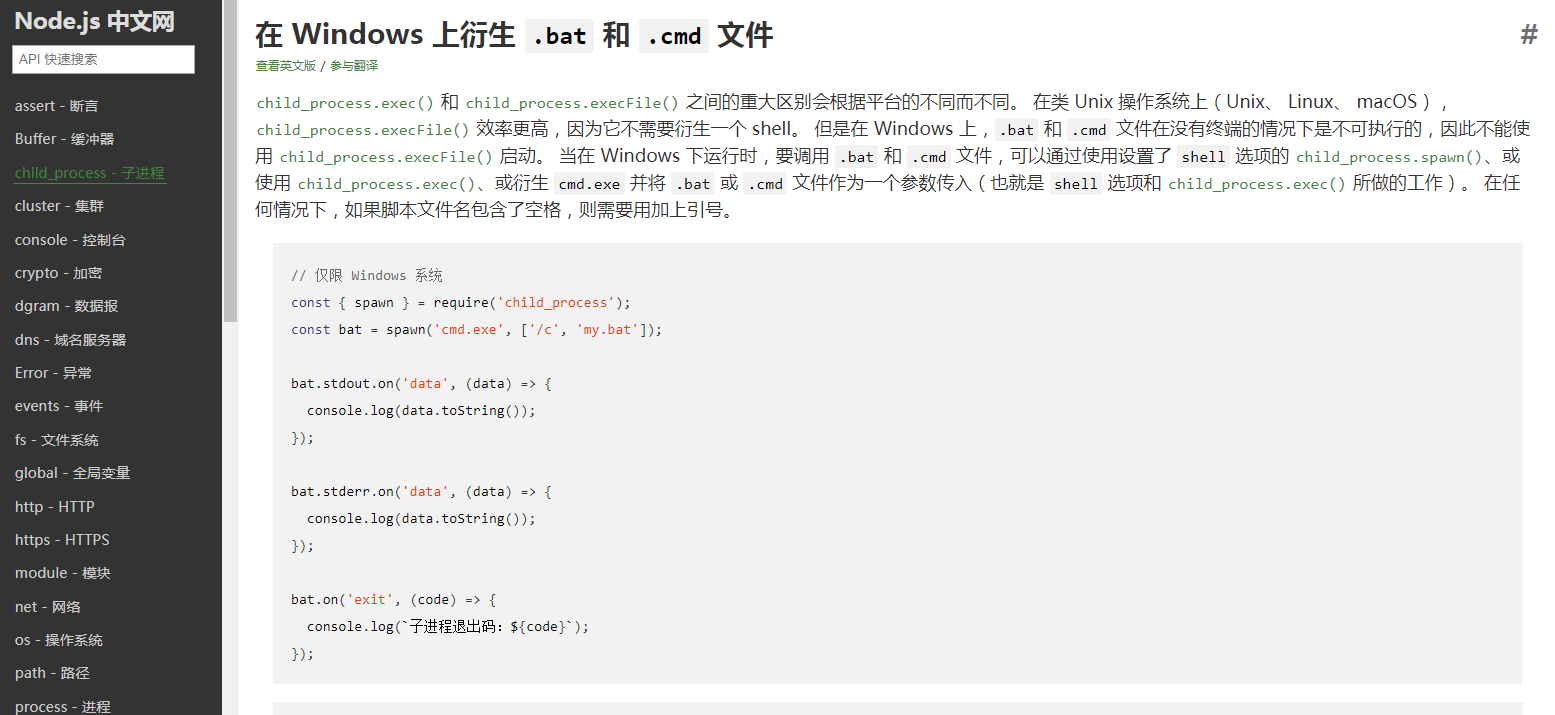 Node.js 中文网
API 快速搜索
assert - 断言
Buffer - 缓冲器
child_process - 子进程
cluster - 集群
console - 控制台
crypto - 加密
dgram - 数据报
dns - 域名服务器
Error - 异常
events - 事件
fs - 文件系统
global - 全局变量
http - HTTP
https - HTTPS
module - 模块
net - 网络
os - 操作系统
path - 路径
process - 进程
在 Windows 上衍生 .bat 和 .cmd 文件
#
查看英文版 / 参与翻译
child_process.exec() 和 child_process.execFile() 之间的重大区别会根据平台的不同而不同。 在类 Unix 操作系统上（Unix、 Linux、 macOS），
child_process.execFile() 效率更高，因为它不需要衍生一个 shell。 但是在 Windows 上，.bat 和 .cmd 文件在没有终端的情况下是不可执行的，因此不能使
用 child_process.execFile() 启动。 当在 Windows 下运行时，要调用 .bat 和 .cmd 文件，可以通过使用设置了 shell 选项的 child_process.spawn()、或
使用 child_process.exec()、或衍生 cmd.exe 并将 .bat 或 .cmd 文件作为一个参数传入（也就是 shell 选项和 child_process.exec() 所做的工作）。 在任
何情况下，如果脚本文件名包含了空格，则需要用加上引号。
// 仅限 Windows 系统
const { spawn } = require('child_process');
const bat = spawn('cmd.exe', ['/c', 'my.bat']);
bat.stdout.on('data', (data) => {
  console.log(data.toString());
});
bat.stderr.on('data', (data) => {
  console.log(data.toString());
});
bat.on('exit', (code) => {
  console.log(`子进程退出码：${code}`);
});